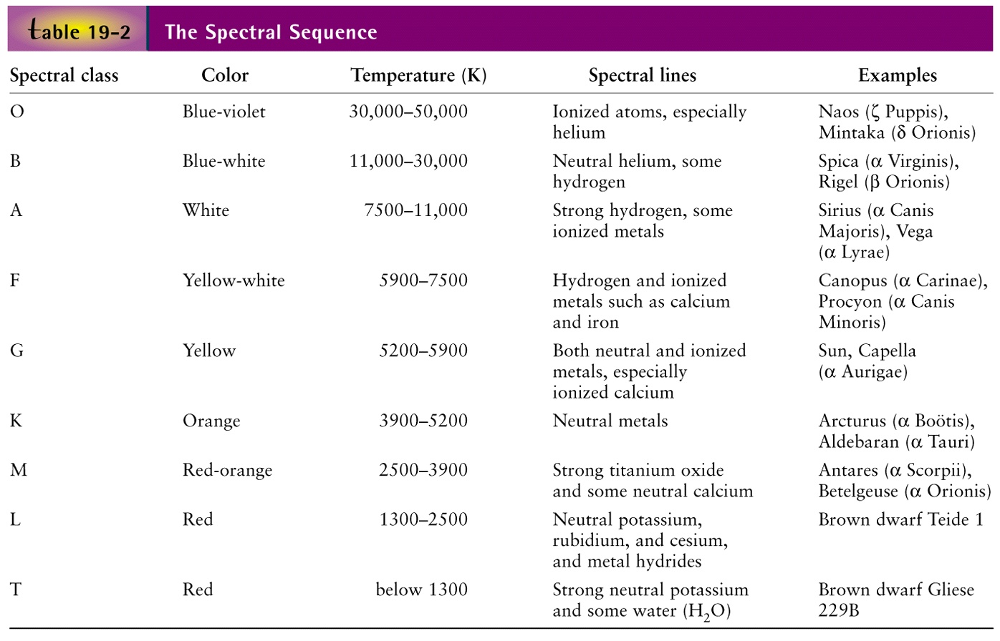 table 19-2 The Spectral Sequence
Spectral class Color Temperature (K) Spectral lines Examples
O Blue-violet 30,000–50,000 Ionized atoms, especially Naos (ζ Puppis),
helium Mintaka (δ Orionis)
B Blue-white 11,000–30,000 Neutral helium, some Spica (α Virginis),
hydrogen Rigel (β Orionis)
A White 7500–11,000 Strong hydrogen, some Sirius (α Canis
ionized metals Majoris), Vega
(α Lyrae)
F Yellow-white 5900–7500 Hydrogen and ionized Canopus (α Carinae),
metals such as calcium Procyon (α Canis
and iron Minoris)
G Yellow 5200–5900 Both neutral and ionized Sun, Capella
metals, especially (α Aurigae)
ionized calcium
K Orange 3900–5200 Neutral metals Arcturus (α Boötis),
Aldebaran (α Tauri)
M Red-orange 2500–3900 Strong titanium oxide Antares (α Scorpii),
and some neutral calcium Betelgeuse (α Orionis)
L Red 1300–2500 Neutral potassium, Brown dwarf Teide 1
rubidium, and cesium,
and metal hydrides
T Red below 1300 Strong neutral potassium Brown dwarf Gliese
and some water (H₂O) 229B